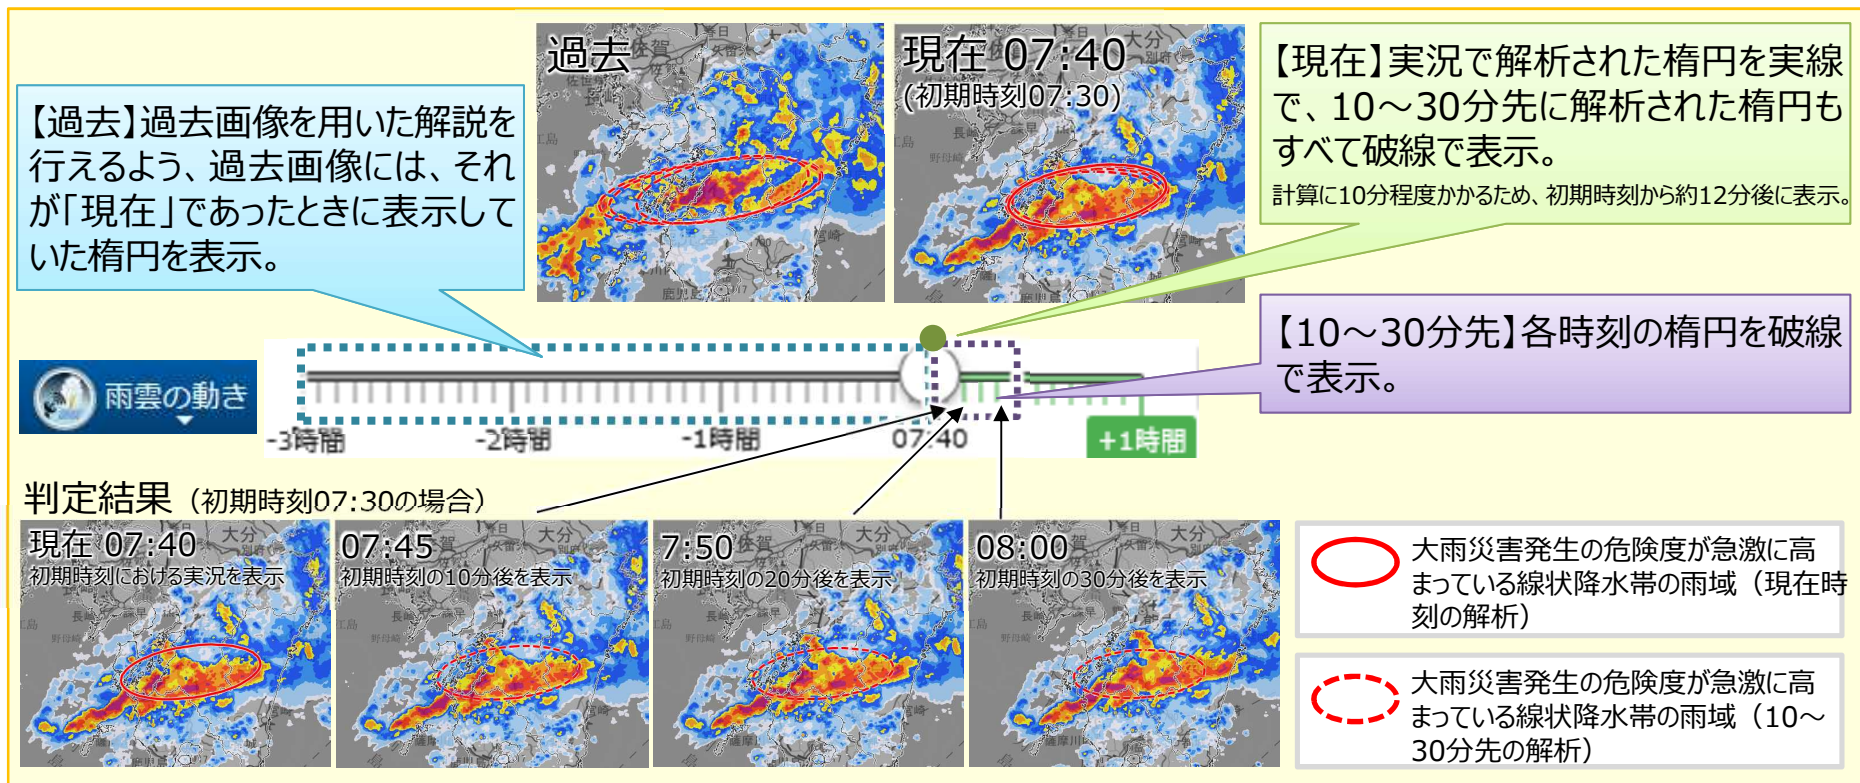 過去
現在 07:40
(初期時刻07:30)
【過去】過去画像を用いた解説を
行えるよう、過去画像には、それ
が「現在」であったときに表示して
いた楕円を表示。
【現在】実況で解析された楕円を実線
で、10～30分先に解析された楕円も
すべて破線で表示。
計算に10分程度かかるため、初期時刻から約12分後に表示。
【10～30分先】各時刻の楕円を破線
で表示。
雨雲の動き
-3時間
-2時間
-1時間
07:40
+1時間
判定結果（初期時刻07:30の場合）
現在 07:40
初期時刻における実況を表示
07:45
初期時刻の10分後を表示
7:50
初期時刻の20分後を表示
08:00
初期時刻の30分後を表示
大雨災害発生の危険度が急激に高
まっている線状降水帯の雨域（現在時
刻の解析）
大雨災害発生の危険度が急激に高
まっている線状降水帯の雨域（10～
30分先の解析）